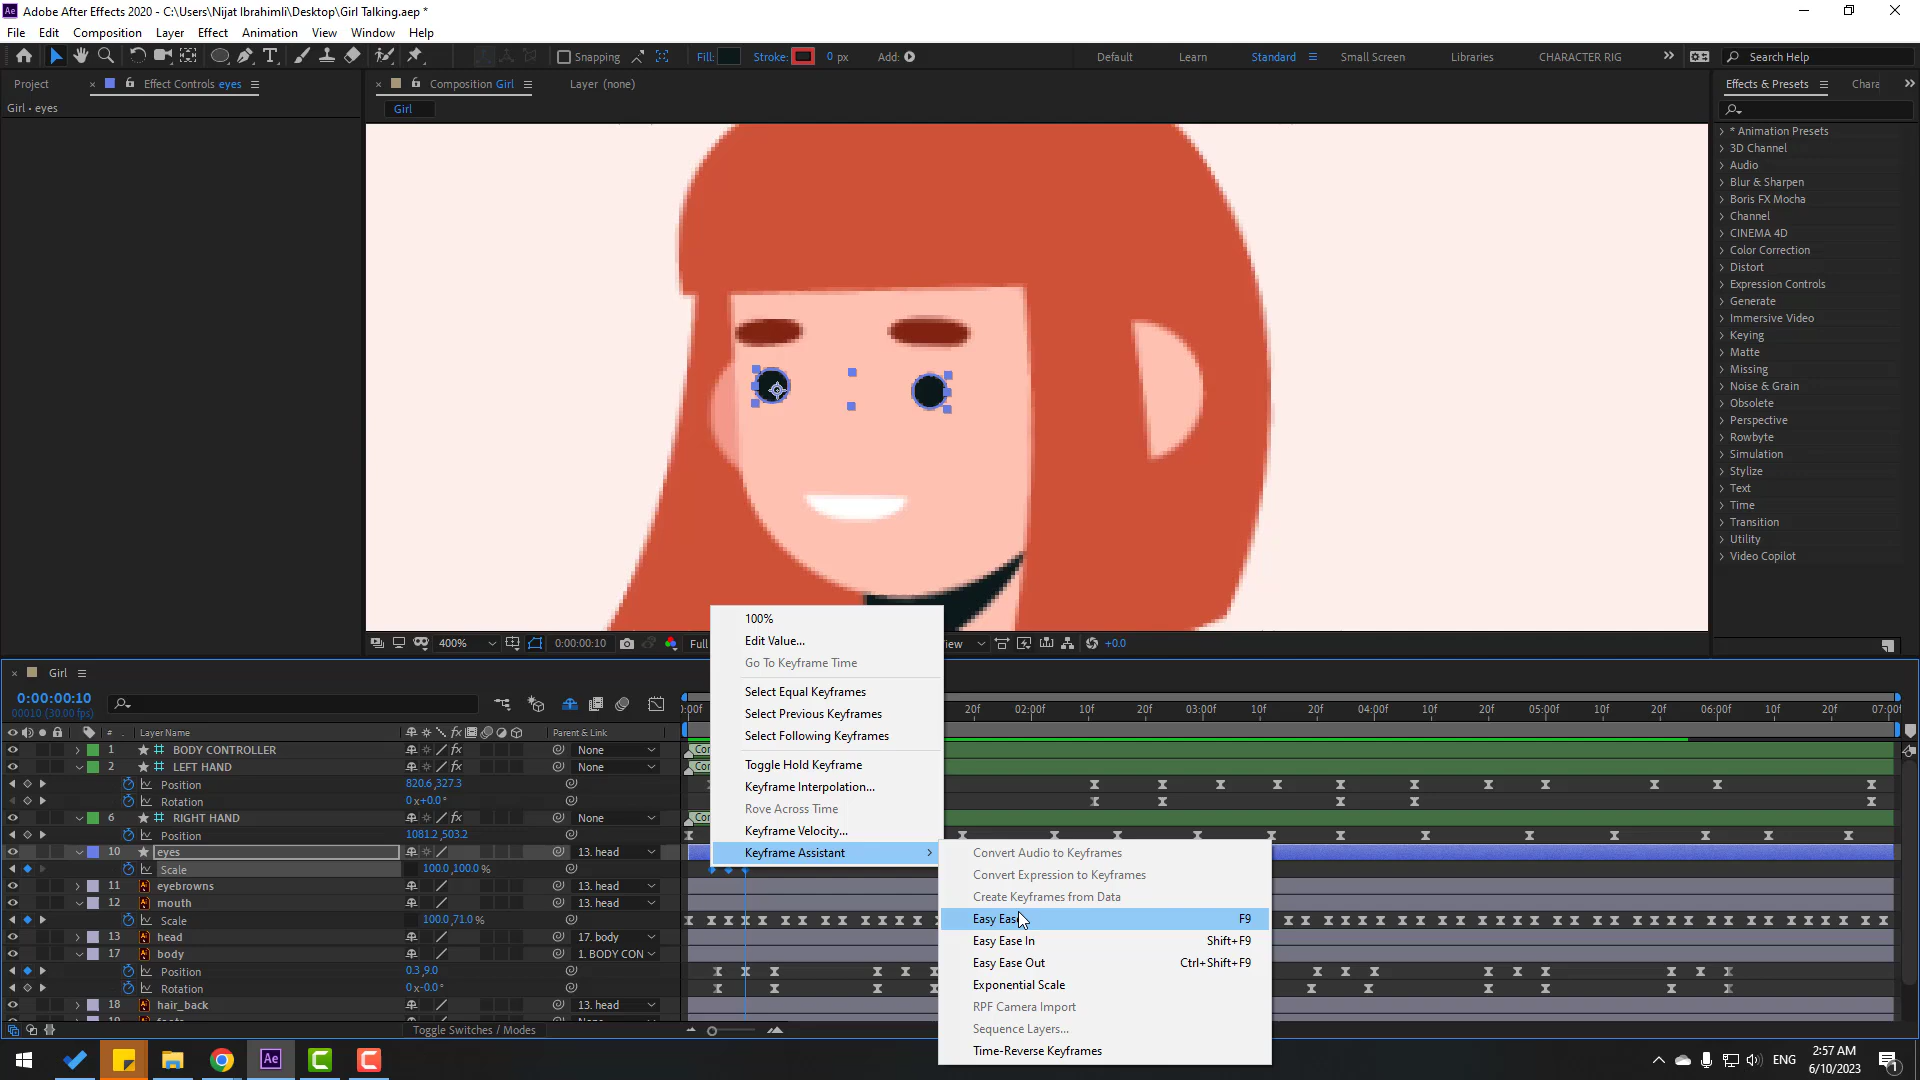 Adobe After Effects 2020 - C:\Users\Nijat Ibrahimli\Desktop\Girl Talking.aep *
File Edit Composition Layer Effect Animation View Window Help
Snapping Fill: Stroke: 0 px Add: Default Learn Standard Small Screen Libraries CHARACTER RIG Search Help
Project Effect Controls eyes Composition Girl Layer (none) Effects & Presets Chara
Girl • eyes
Girl
* Animation Presets
3D Channel
Audio
Blur & Sharpen
Boris FX Mocha
Channel
CINEMA 4D
Color Correction
Distort
Expression Controls
Generate
Immersive Video
Keying
Matte
Missing
Noise & Grain
Obsolete
Perspective
Rowbyte
Simulation
Stylize
Text
Time
Transition
Utility
Video Copilot
400% 0:00:00:10 Full +0.0
100%
Edit Value...
Go To Keyframe Time
Select Equal Keyframes
Select Previous Keyframes
Select Following Keyframes
Toggle Hold Keyframe
Keyframe Interpolation...
Rove Across Time
Keyframe Velocity...
Keyframe Assistant
Convert Audio to Keyframes
Convert Expression to Keyframes
Create Keyframes from Data
Easy Ease F9
Easy Ease In Shift+F9
Easy Ease Out Ctrl+Shift+F9
Exponential Scale
RPF Camera Import
Sequence Layers...
Time-Reverse Keyframes
Girl
0:00:00:10
00010 (30.00 fps)
20f 02:00f 10f 20f 03:00f 10f 20f 04:00f 10f 20f 05:00f 10f 20f 06:00f 10f 20f 07:00f
# Layer Name Parent & Link
1 BODY CONTROLLER None
2 LEFT HAND None
Position 820.6,327.3
Rotation 0x+0.0°
6 RIGHT HAND None
Position 1081.2,503.2
10 eyes 13. head
Scale 100.0,100.0%
11 eyebrowns 13. head
12 mouth 13. head
Scale 100.0,71.0%
13 head 17. body
17 body 1. BODY CON
Position 0.3,9.0
Rotation 0x-0.0°
18 hair_back 13. head
Toggle Switches / Modes
ENG 2:57 AM
6/10/2023